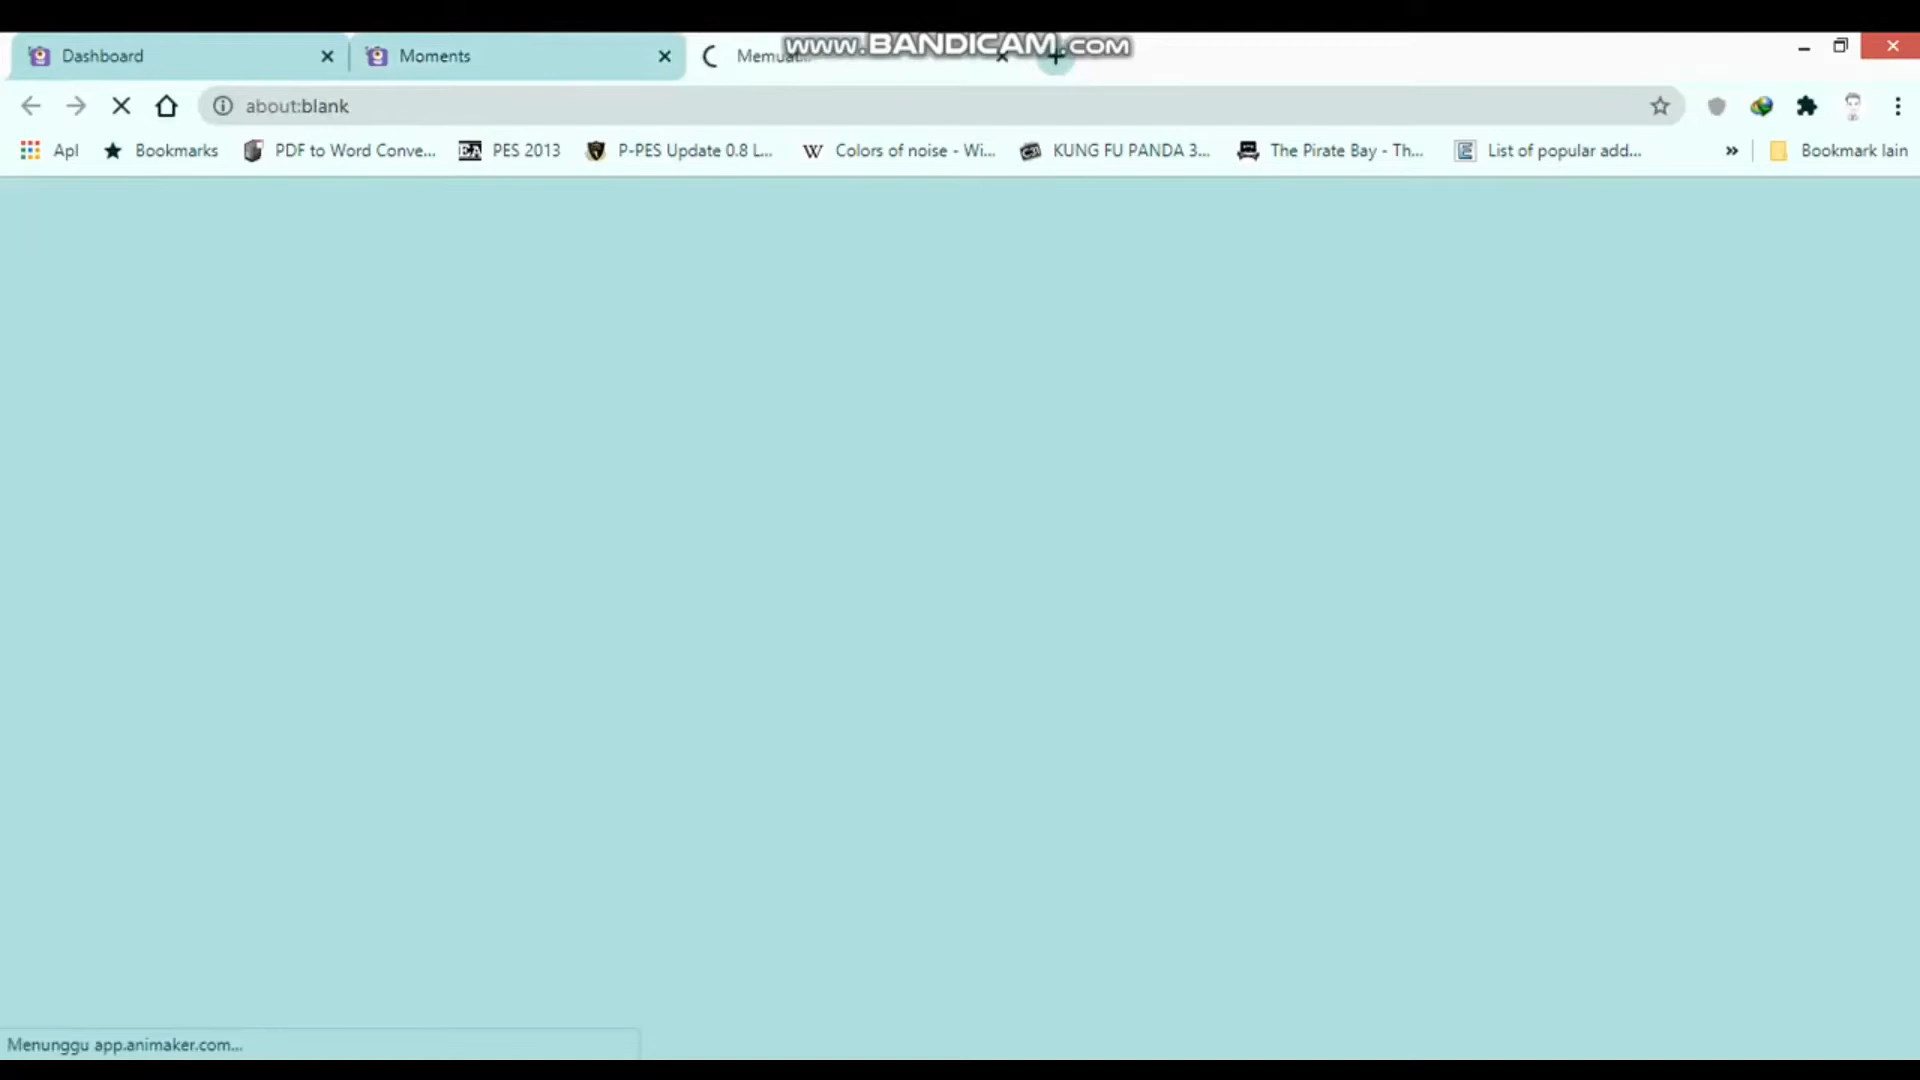 www.BANDICAM.com
Dashboard
Moments
about:blank
Apl
Bookmarks
PDF to Word Conve...
EA
PES 2013
P-PES Update 0.8 L...
W
Colors of noise - Wi...
KUNG FU PANDA 3...
The Pirate Bay - Th...
List of popular add...
Bookmark lain
Menunggu app.animaker.com...